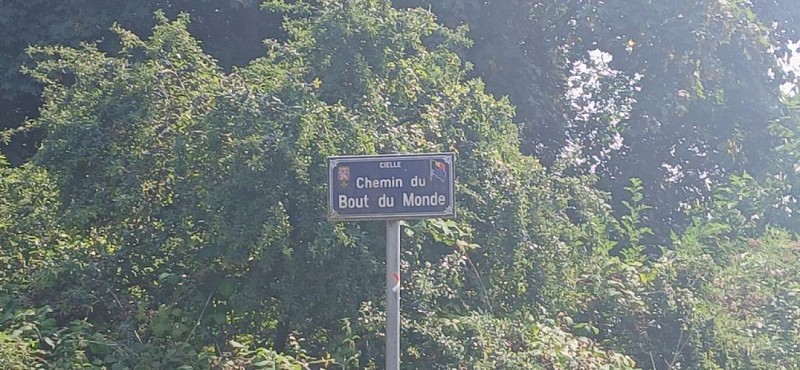 CIELLE
Chemin du
Bout du Monde